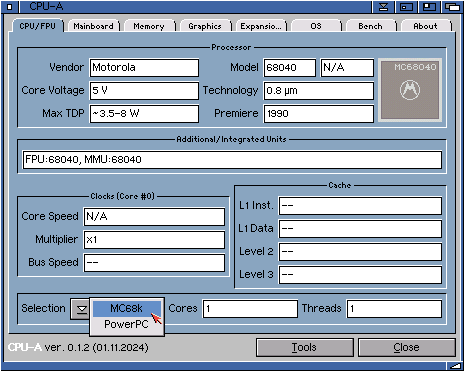 CPU-A
CPU/FPU Mainboard Memory Graphics Expansio... OS Bench About
Processor
Vendor Motorola Model 68040 N/A MC68040
Core Voltage 5 V Technology 0.8 µm
Max TDP ~3.5-8 W Premiere 1990
Additional/Integrated Units
FPU:68040, MMU:68040
Clocks (Core #0) Cache
Core Speed N/A L1 Inst. --
Multiplier x1 L1 Data --
Bus Speed -- Level 2 --
Level 3 --
Selection MC68k Cores 1 Threads 1
PowerPC
CPU-A ver. 0.1.2 (01.11.2024) Tools Close